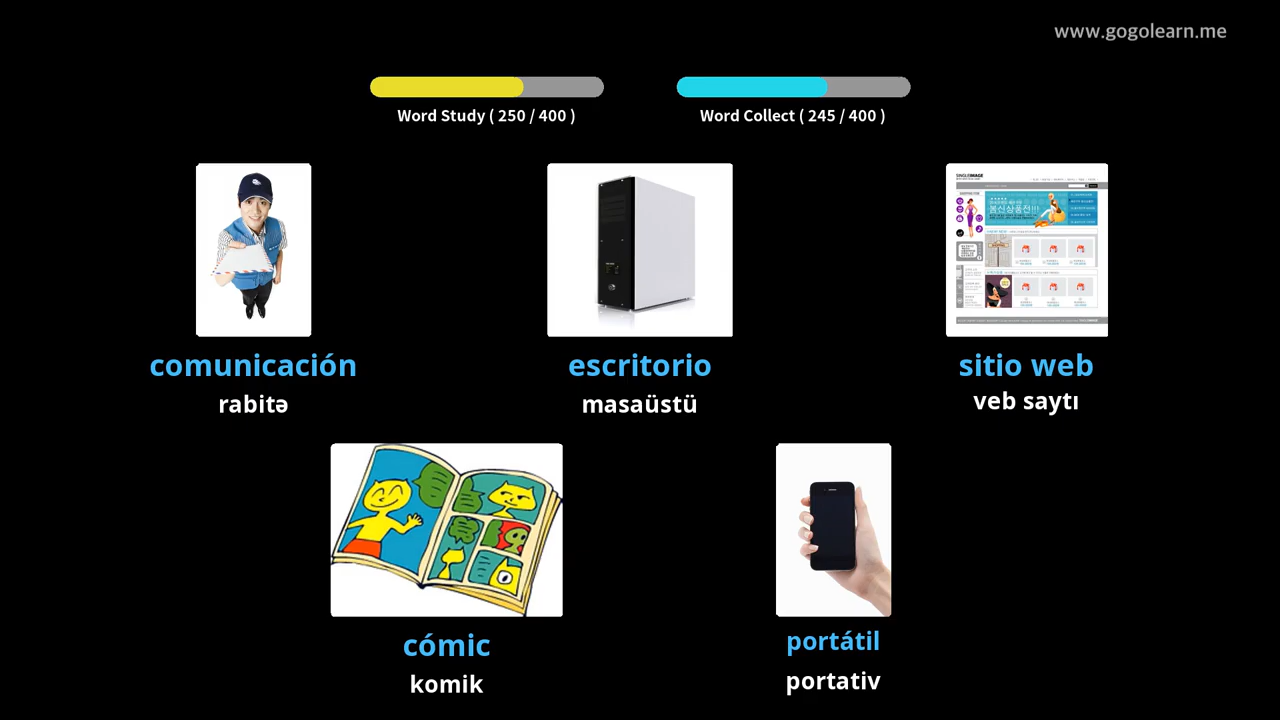 www.gogolearn.me
Word Study ( 250 / 400 )
Word Collect ( 245 / 400 )
comunicación
rabitə
escritorio
masaüstü
sitio web
veb saytı
cómic
komik
portátil
portativ